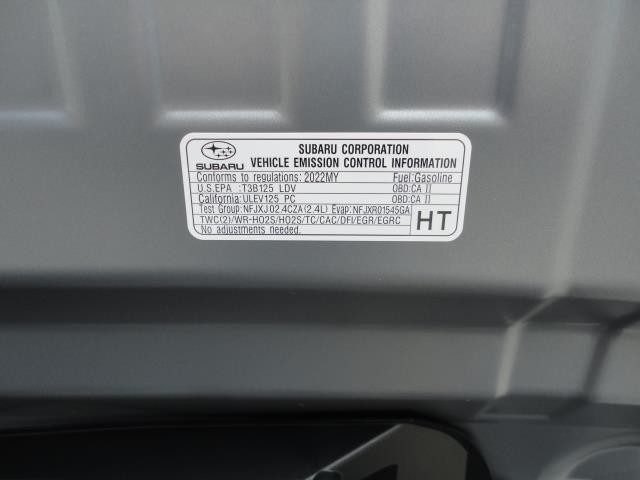 SUBARU CORPORATION
SUBARU VEHICLE EMISSION CONTROL INFORMATION
Conforms to regulations: 2022MY Fuel:Gasoline
U.S.EPA :T3B125 LDV OBD:CA II
California:ULEV125 PC OBD:CA II
Test Group:NFJXJ02.4CZA(2.4L) Evap:NFJXR01545GA
TWC(2)/WR-HO2S/HO2S/TC/CAC/DFI/EGR/EGRC
No adjustments needed.
HT